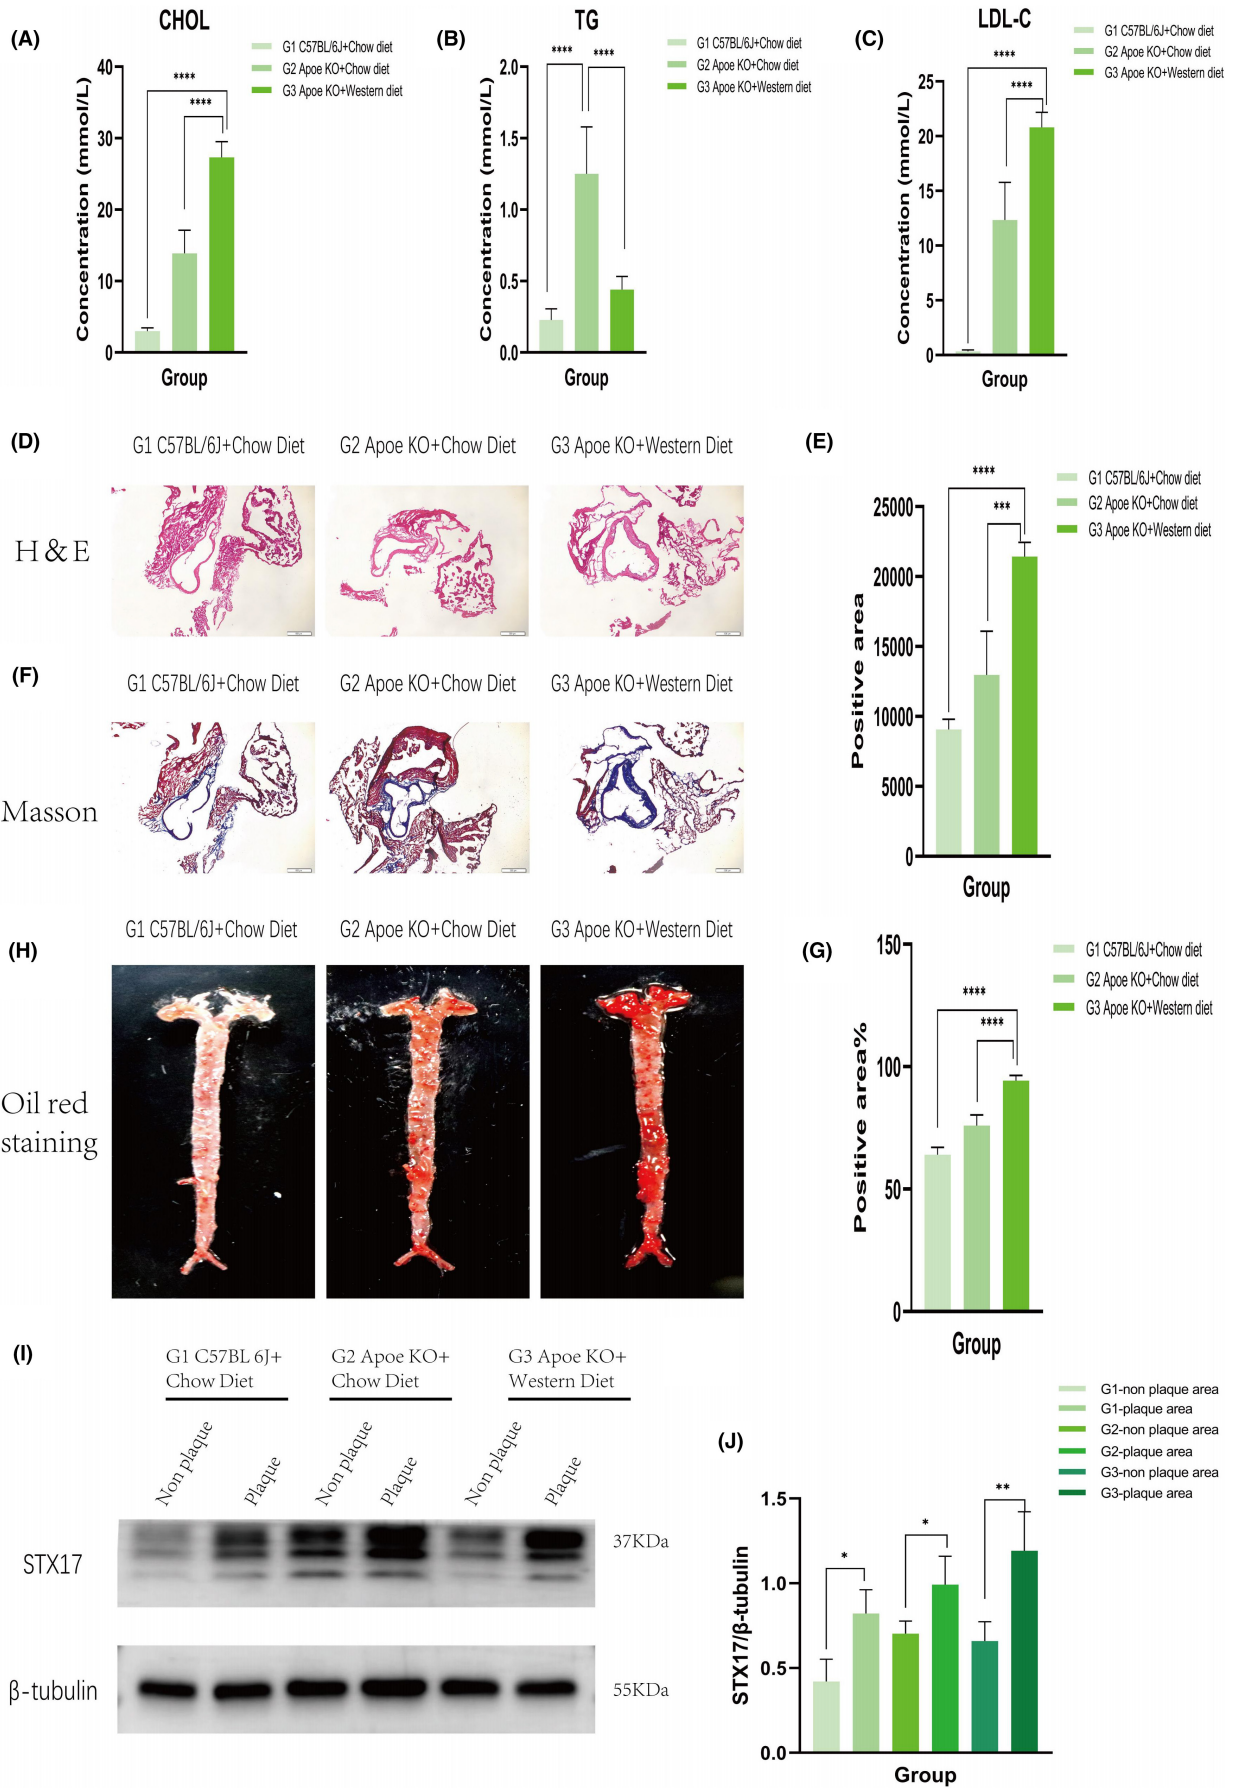 (A)
CHOL
G1 C57BL/6J+Chow diet
G2 Apoe KO+Chow diet
G3 Apoe KO+Western diet
Concentration (mmol/L)
40
30
20
10
0
****
****
Group
(B)
TG
G1 C57BL/6J+Chow diet
G2 Apoe KO+Chow diet
G3 Apoe KO+Western diet
Concentration (mmol/L)
2.0
1.5
1.0
0.5
0.0
****
****
Group
(C)
LDL-C
G1 C57BL/6J+Chow diet
G2 Apoe KO+Chow diet
G3 Apoe KO+Western diet
Concentration (mmol/L)
25
20
15
10
5
0
****
****
Group
(D)
G1 C57BL/6J+Chow Diet
G2 Apoe KO+Chow Diet
G3 Apoe KO+Western Diet
H&E
(E)
G1 C57BL/6J+Chow diet
G2 Apoe KO+Chow diet
G3 Apoe KO+Western diet
Positive area
25000
20000
15000
10000
5000
0
****
***
Group
(F)
G1 C57BL/6J+Chow Diet
G2 Apoe KO+Chow Diet
G3 Apoe KO+Western Diet
Masson
(G)
G1 C57BL/6J+Chow diet
G2 Apoe KO+Chow diet
G3 Apoe KO+Western diet
Positive area%
150
100
50
0
****
****
Group
(H)
G1 C57BL/6J+Chow Diet
G2 Apoe KO+Chow Diet
G3 Apoe KO+Western Diet
Oil red
staining
(I)
G1 C57BL 6J+
Chow Diet
G2 Apoe KO+
Chow Diet
G3 Apoe KO+
Western Diet
Non plaque
Plaque
Non plaque
Plaque
Non plaque
Plaque
STX17
37KDa
β-tubulin
55KDa
(J)
G1-non plaque area
G1-plaque area
G2-non plaque area
G2-plaque area
G3-non plaque area
G3-plaque area
STX17/β-tubulin
1.5
1.0
0.5
0.0
*
*
**
Group